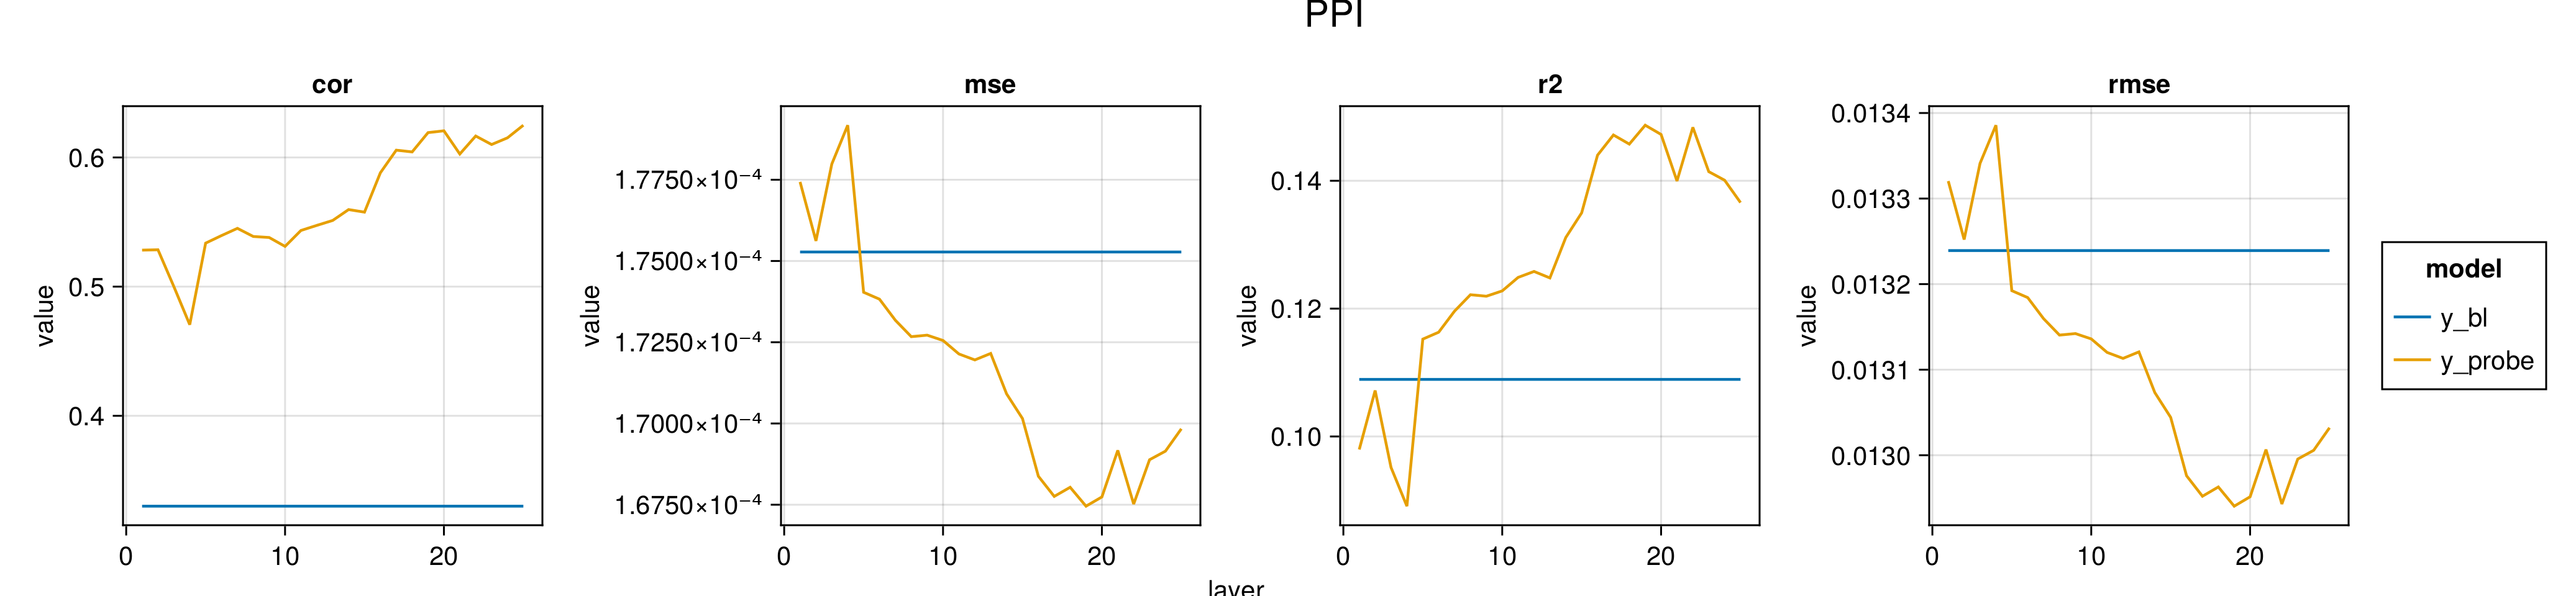 PPI
cor
mse
r2
rmse
value
0.6
0.5
0.4
0
10
20
value
1.7750×10⁻⁴
1.7500×10⁻⁴
1.7250×10⁻⁴
1.7000×10⁻⁴
1.6750×10⁻⁴
0
10
20
value
0.14
0.12
0.10
0
10
20
value
0.0134
0.0133
0.0132
0.0131
0.0130
0
10
20
layer
model
y_bl
y_probe